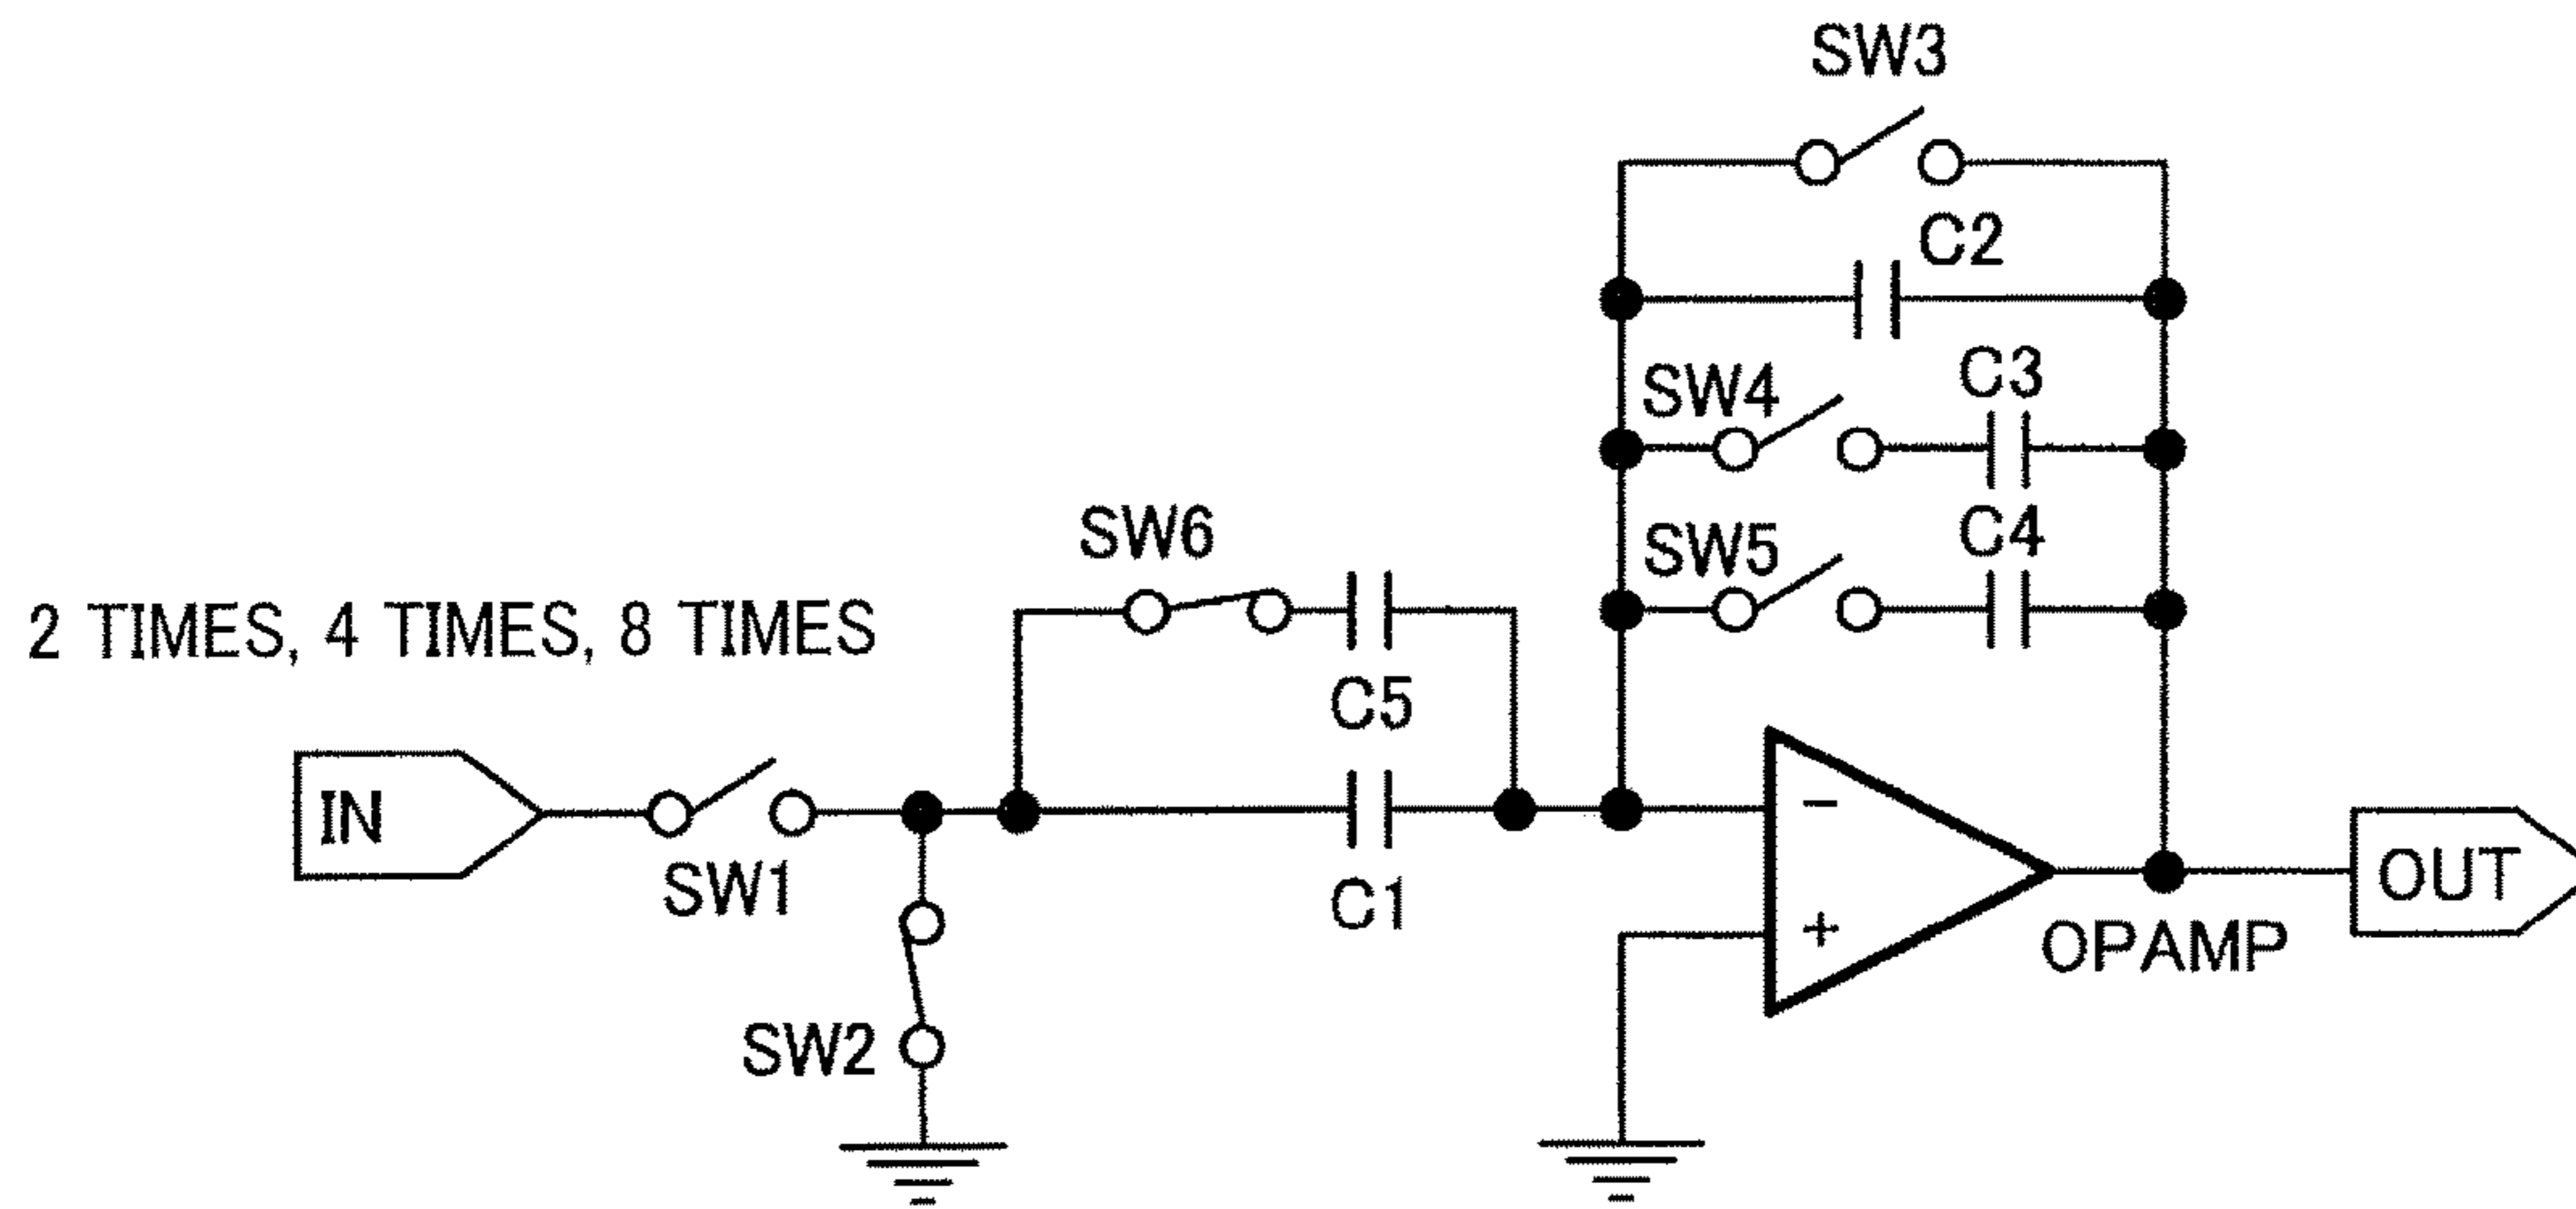 SW3
C2
C3
SW4
C4
SW5
SW6
2 TIMES, 4 TIMES, 8 TIMES
C5
IN
−
SW1
C1
OUT
+
OPAMP
SW2